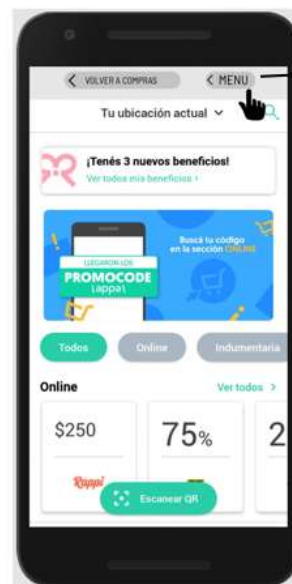 VOLVER A COMPRAS
MENU
Tu ubicación actual
¡Tenés 3 nuevos beneficios!
Ver todos mis beneficios >
LLEGARON LOS
PROMOCODE
Busca tu código
en la sección ONLINE
Todos
Online
Indumentaria
Online
Ver todos >
$250
75%
2
Rappi
Escanear QR